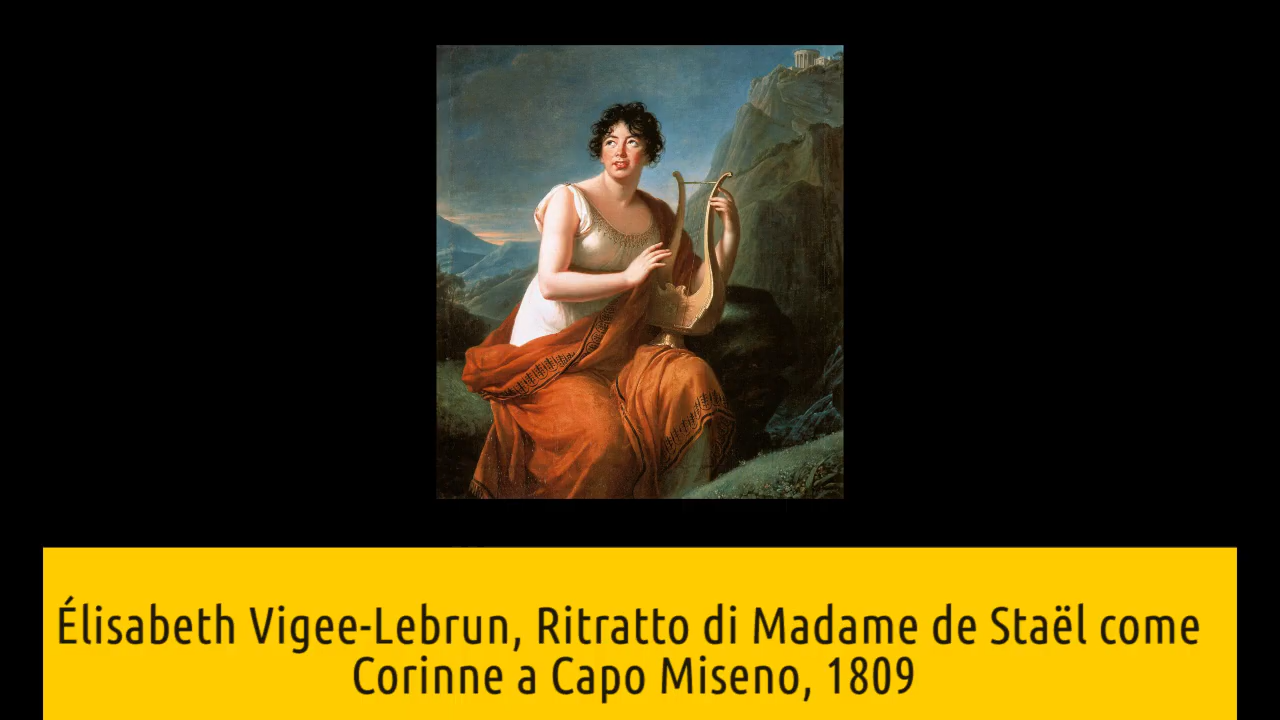 Élisabeth Vigee-Lebrun, Ritratto di Madame de Staël come
Corinne a Capo Miseno, 1809